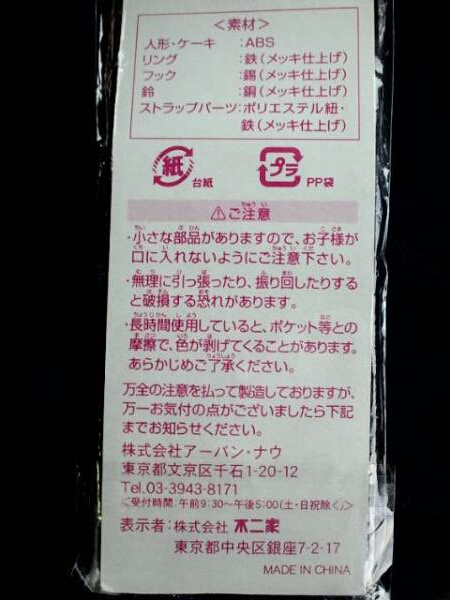 ＜素材＞
人形・ケーキ　：ABS
リング　：鉄（メッキ仕上げ）
フック　：錫（メッキ仕上げ）
鈴　：銅（メッキ仕上げ）
ストラップパーツ：ポリエステル紐・
鉄（メッキ仕上げ）
紙 台紙
プラ PP袋
⚠ご注意
・小さな部品がありますので、お子様が
口に入れないようにご注意下さい。
・無理に引っ張ったり、振り回したりする
と破損する恐れがあります。
・長時間使用していると、ポケット等との
摩擦で、色が剥げてくることがあります。
あらかじめご了承ください。
万全の注意を払って製造しておりますが、
万一お気付の点がございましたら下記
までお知らせください。
株式会社アーバン・ナウ
東京都文京区千石1-20-12
Tel.03-3943-8171
（受付時間：午前9:30～午後5:00（土・日祝除く））
表示者：株式会社 不二家
東京都中央区銀座7-2-17
MADE IN CHINA